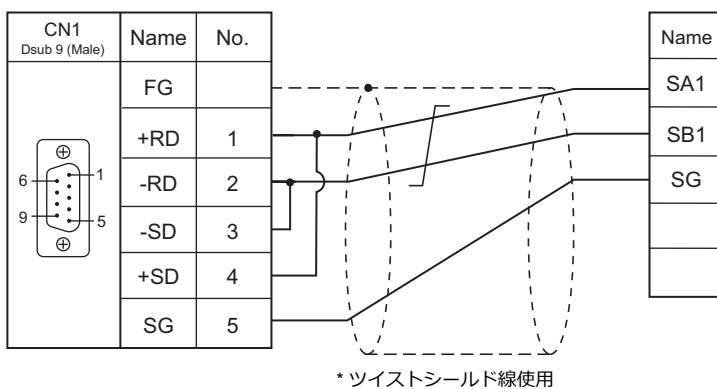 CN1
Dsub 9 (Male)
Name No.
FG
+RD 1
-RD 2
-SD 3
+SD 4
SG 5
6
1
9
5
Name
SA1
SB1
SG
* ツイストシールド線使用